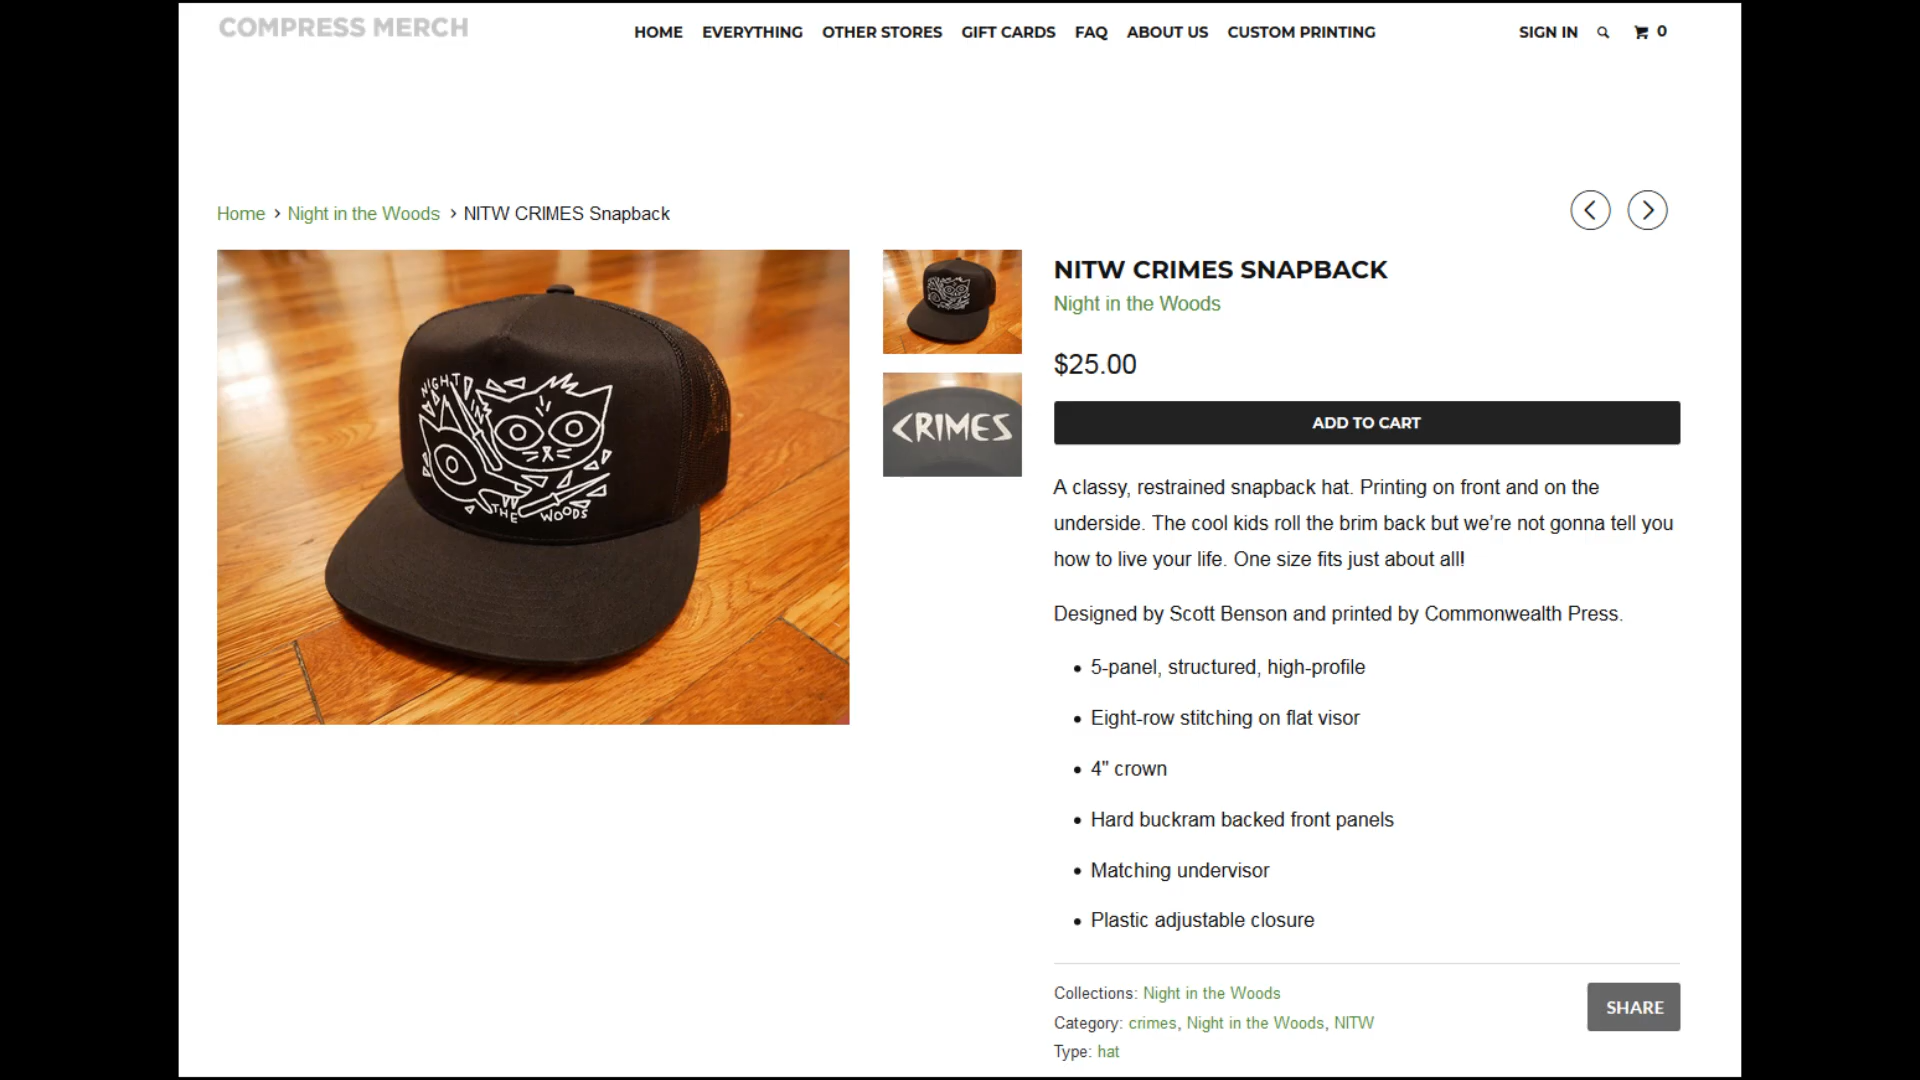 COMPRESS MERCH
HOME EVERYTHING OTHER STORES GIFT CARDS FAQ ABOUT US CUSTOM PRINTING
SIGN IN 0
Home › Night in the Woods › NITW CRIMES Snapback
NIGHT
IN
THE WOODS
CRIMES
NITW CRIMES SNAPBACK
Night in the Woods
$25.00
ADD TO CART
A classy, restrained snapback hat. Printing on front and on the
underside. The cool kids roll the brim back but we're not gonna tell you
how to live your life. One size fits just about all!
Designed by Scott Benson and printed by Commonwealth Press.
• 5-panel, structured, high-profile
• Eight-row stitching on flat visor
• 4" crown
• Hard buckram backed front panels
• Matching undervisor
• Plastic adjustable closure
Collections: Night in the Woods
Category: crimes, Night in the Woods, NITW
Type: hat
SHARE